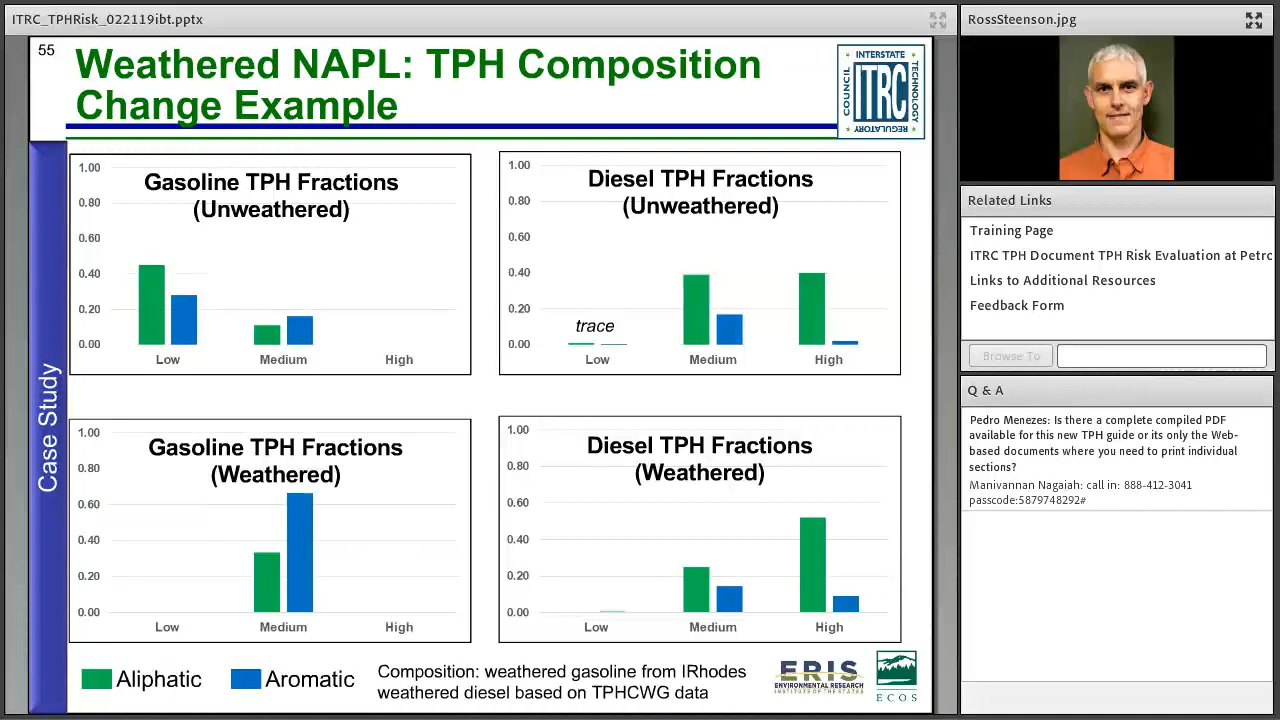 ITRC_TPHRisk_022119ibt.pptx
55
Weathered NAPL: TPH Composition
Change Example
INTERSTATE
COUNCIL
ITRC
TECHNOLOGY
REGULATORY
Case Study
Gasoline TPH Fractions
(Unweathered)
1.00
0.80
0.60
0.40
0.20
0.00
Low
Medium
High
Diesel TPH Fractions
(Unweathered)
1.00
0.80
0.60
0.40
0.20
0.00
trace
Low
Medium
High
Gasoline TPH Fractions
(Weathered)
1.00
0.80
0.60
0.40
0.20
0.00
Low
Medium
High
Diesel TPH Fractions
(Weathered)
1.00
0.80
0.60
0.40
0.20
0.00
Low
Medium
High
Aliphatic
Aromatic
Composition: weathered gasoline from IRhodes
weathered diesel based on TPHCWG data
ERIS
ENVIRONMENTAL RESEARCH
INSTITUTE OF THE STATES
ECOS
RossSteenson.jpg
Related Links
Training Page
ITRC TPH Document TPH Risk Evaluation at Petrc
Links to Additional Resources
Feedback Form
Browse To
Q & A
Pedro Menezes: Is there a complete compiled PDF
available for this new TPH guide or its only the Web-
based documents where you need to print individual
sections?
Manivannan Nagaiah: call in: 888-412-3041
passcode:5879748292#